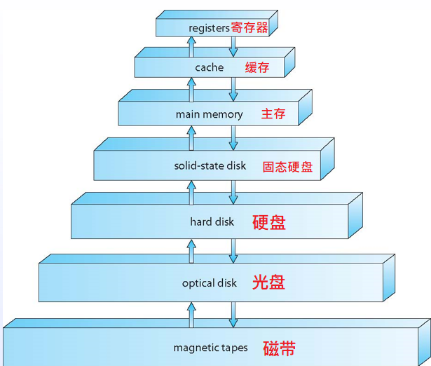 registers 寄存器
cache 缓存
main memory 主存
solid-state disk 固态硬盘
hard disk 硬盘
optical disk 光盘
magnetic tapes 磁带